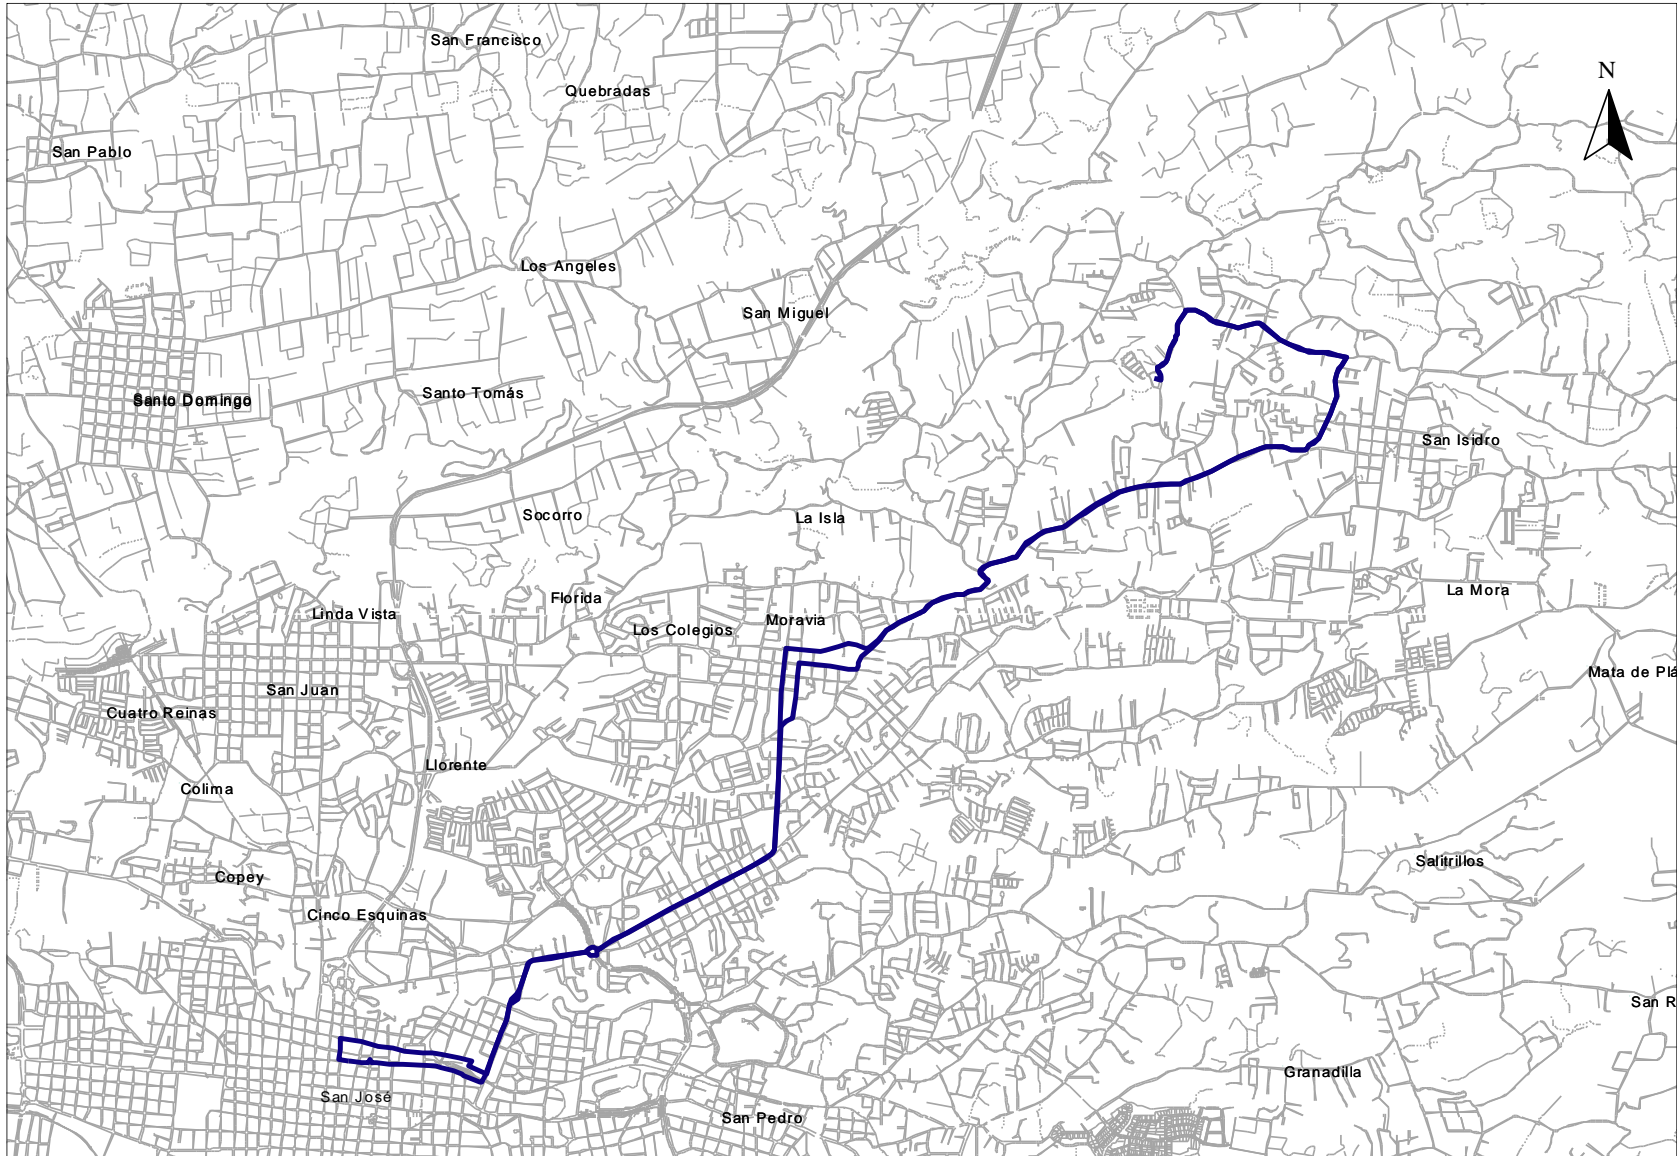 San Francisco
N
Quebradas
San Pablo
Los Angeles
San Miguel
Santo Tomás
Santo Domingo
San Isidro
Socorro
La Isla
La Mora
Florida
Linda Vista
Moravia
Los Colegios
Mata de Plá
San Juan
Cuatro Reinas
Llorente
Colima
Salitrillos
Copey
Cinco Esquinas
San R
Granadilla
San José
San Pedro